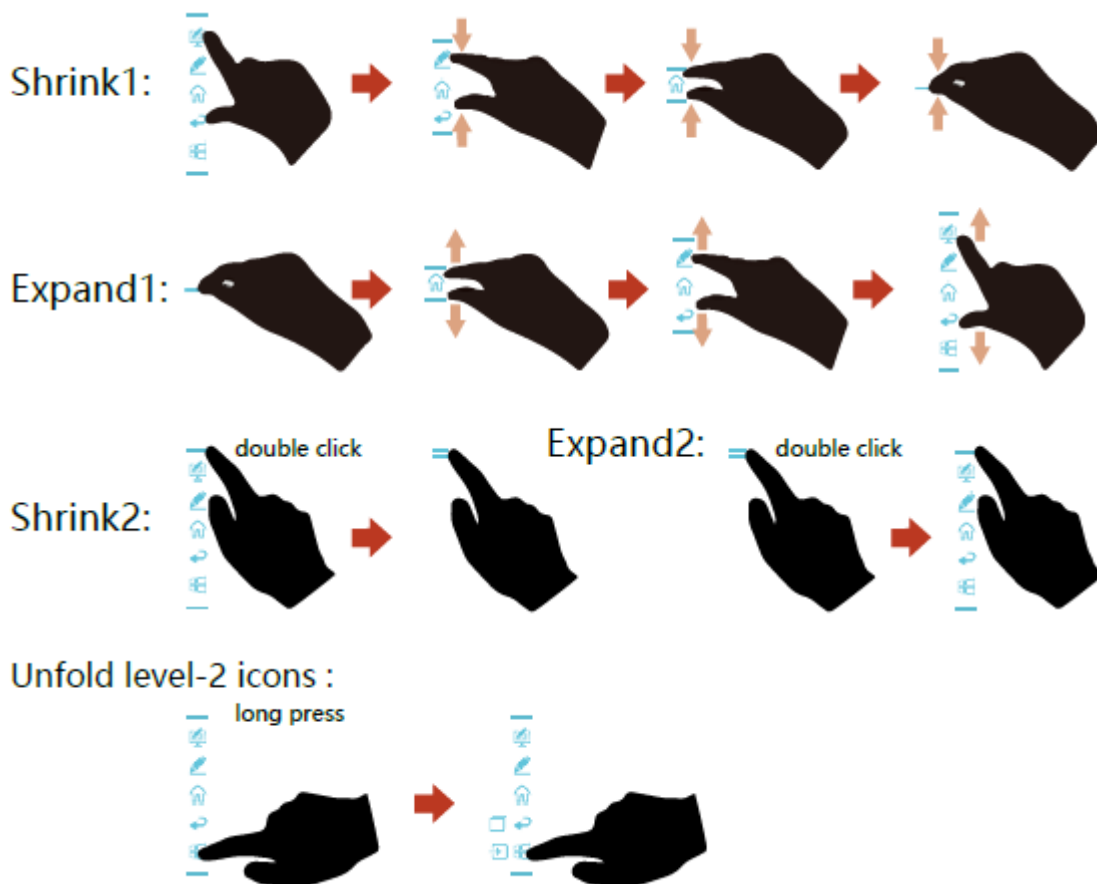 Shrink1:
Expand1:
double click
Expand2:
double click
Shrink2:
Unfold level-2 icons :
long press